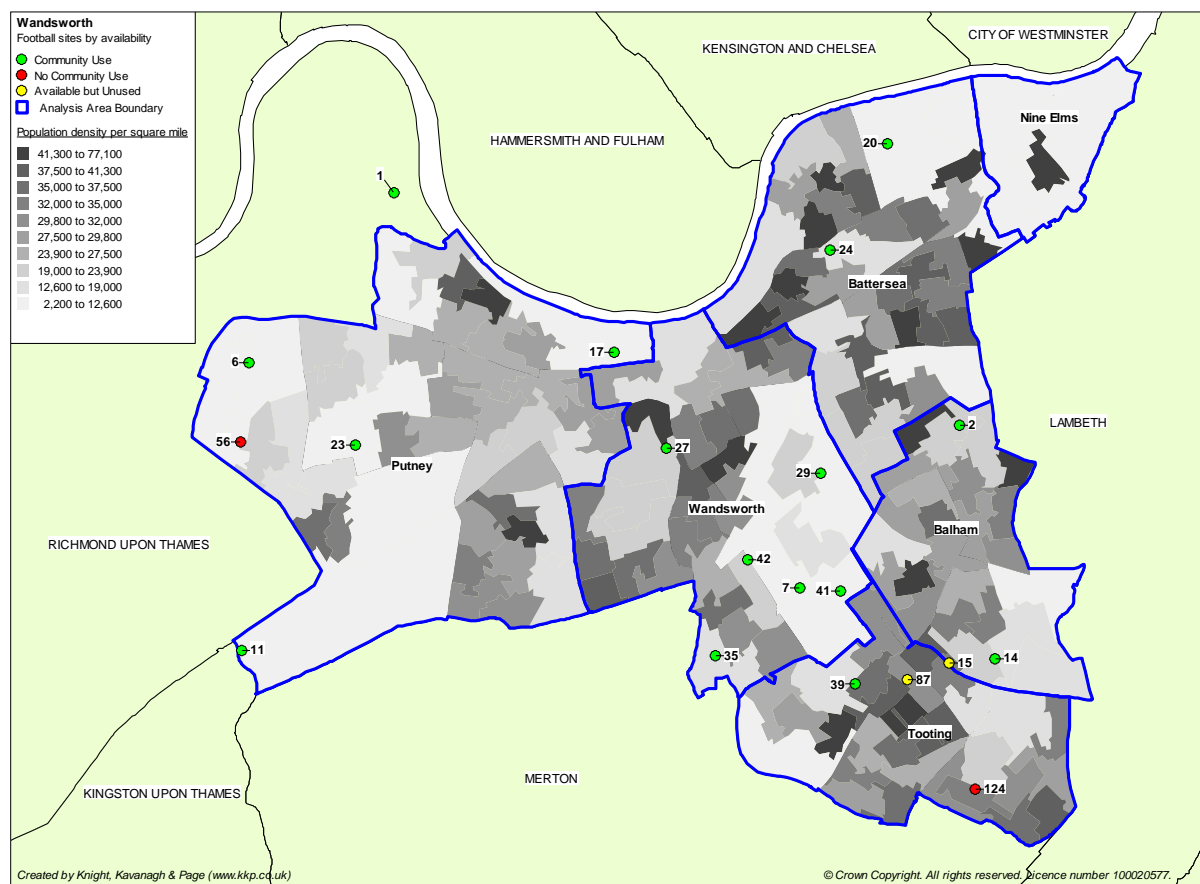 Wandsworth
Football sites by availability
Community Use
No Community Use
Available but Unused
Analysis Area Boundary
Population density per square mile
41,300 to 77,100
37,500 to 41,300
35,000 to 37,500
32,000 to 35,000
29,800 to 32,000
27,500 to 29,800
23,900 to 27,500
19,000 to 23,900
12,600 to 19,000
2,200 to 12,600
CITY OF WESTMINSTER
KENSINGTON AND CHELSEA
HAMMERSMITH AND FULHAM
Nine Elms
20
1
24
Battersea
17
6
2
LAMBETH
56
23
27
Putney
29
Wandsworth
Balham
RICHMOND UPON THAMES
42
7
41
11
35
15
14
39
87
Tooting
MERTON
124
KINGSTON UPON THAMES
Created by Knight, Kavanagh & Page (www.kkp.co.uk)
© Crown Copyright. All rights reserved. Licence number 100020577.